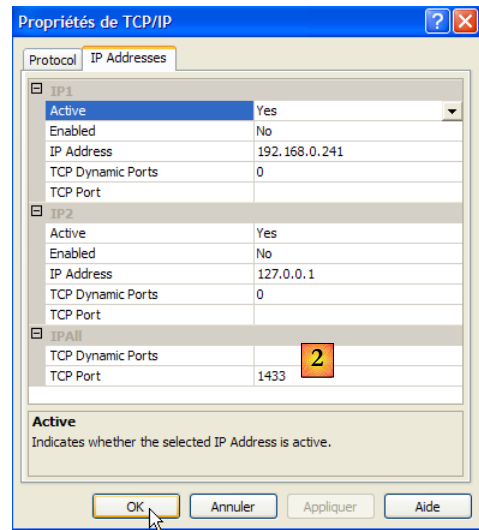 Propriétés de TCP/IP
Protocol IP Addresses
IP1
Active Yes
Enabled No
IP Address 192.168.0.241
TCP Dynamic Ports 0
TCP Port
IP2
Active Yes
Enabled No
IP Address 127.0.0.1
TCP Dynamic Ports 0
TCP Port
IPAll
TCP Dynamic Ports
2
TCP Port 1433
Active
Indicates whether the selected IP Address is active.
OK Annuler Appliquer Aide